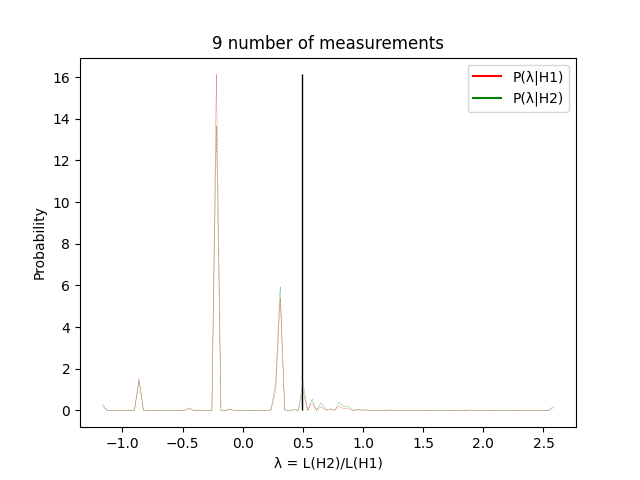 9 number of measurements
P(λ|H1)
P(λ|H2)
Probability
16
14
12
10
8
6
4
2
0
−1.0 −0.5 0.0 0.5 1.0 1.5 2.0 2.5
λ = L(H2)/L(H1)